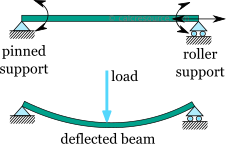 pinned
support
roller
support
load
deflected beam